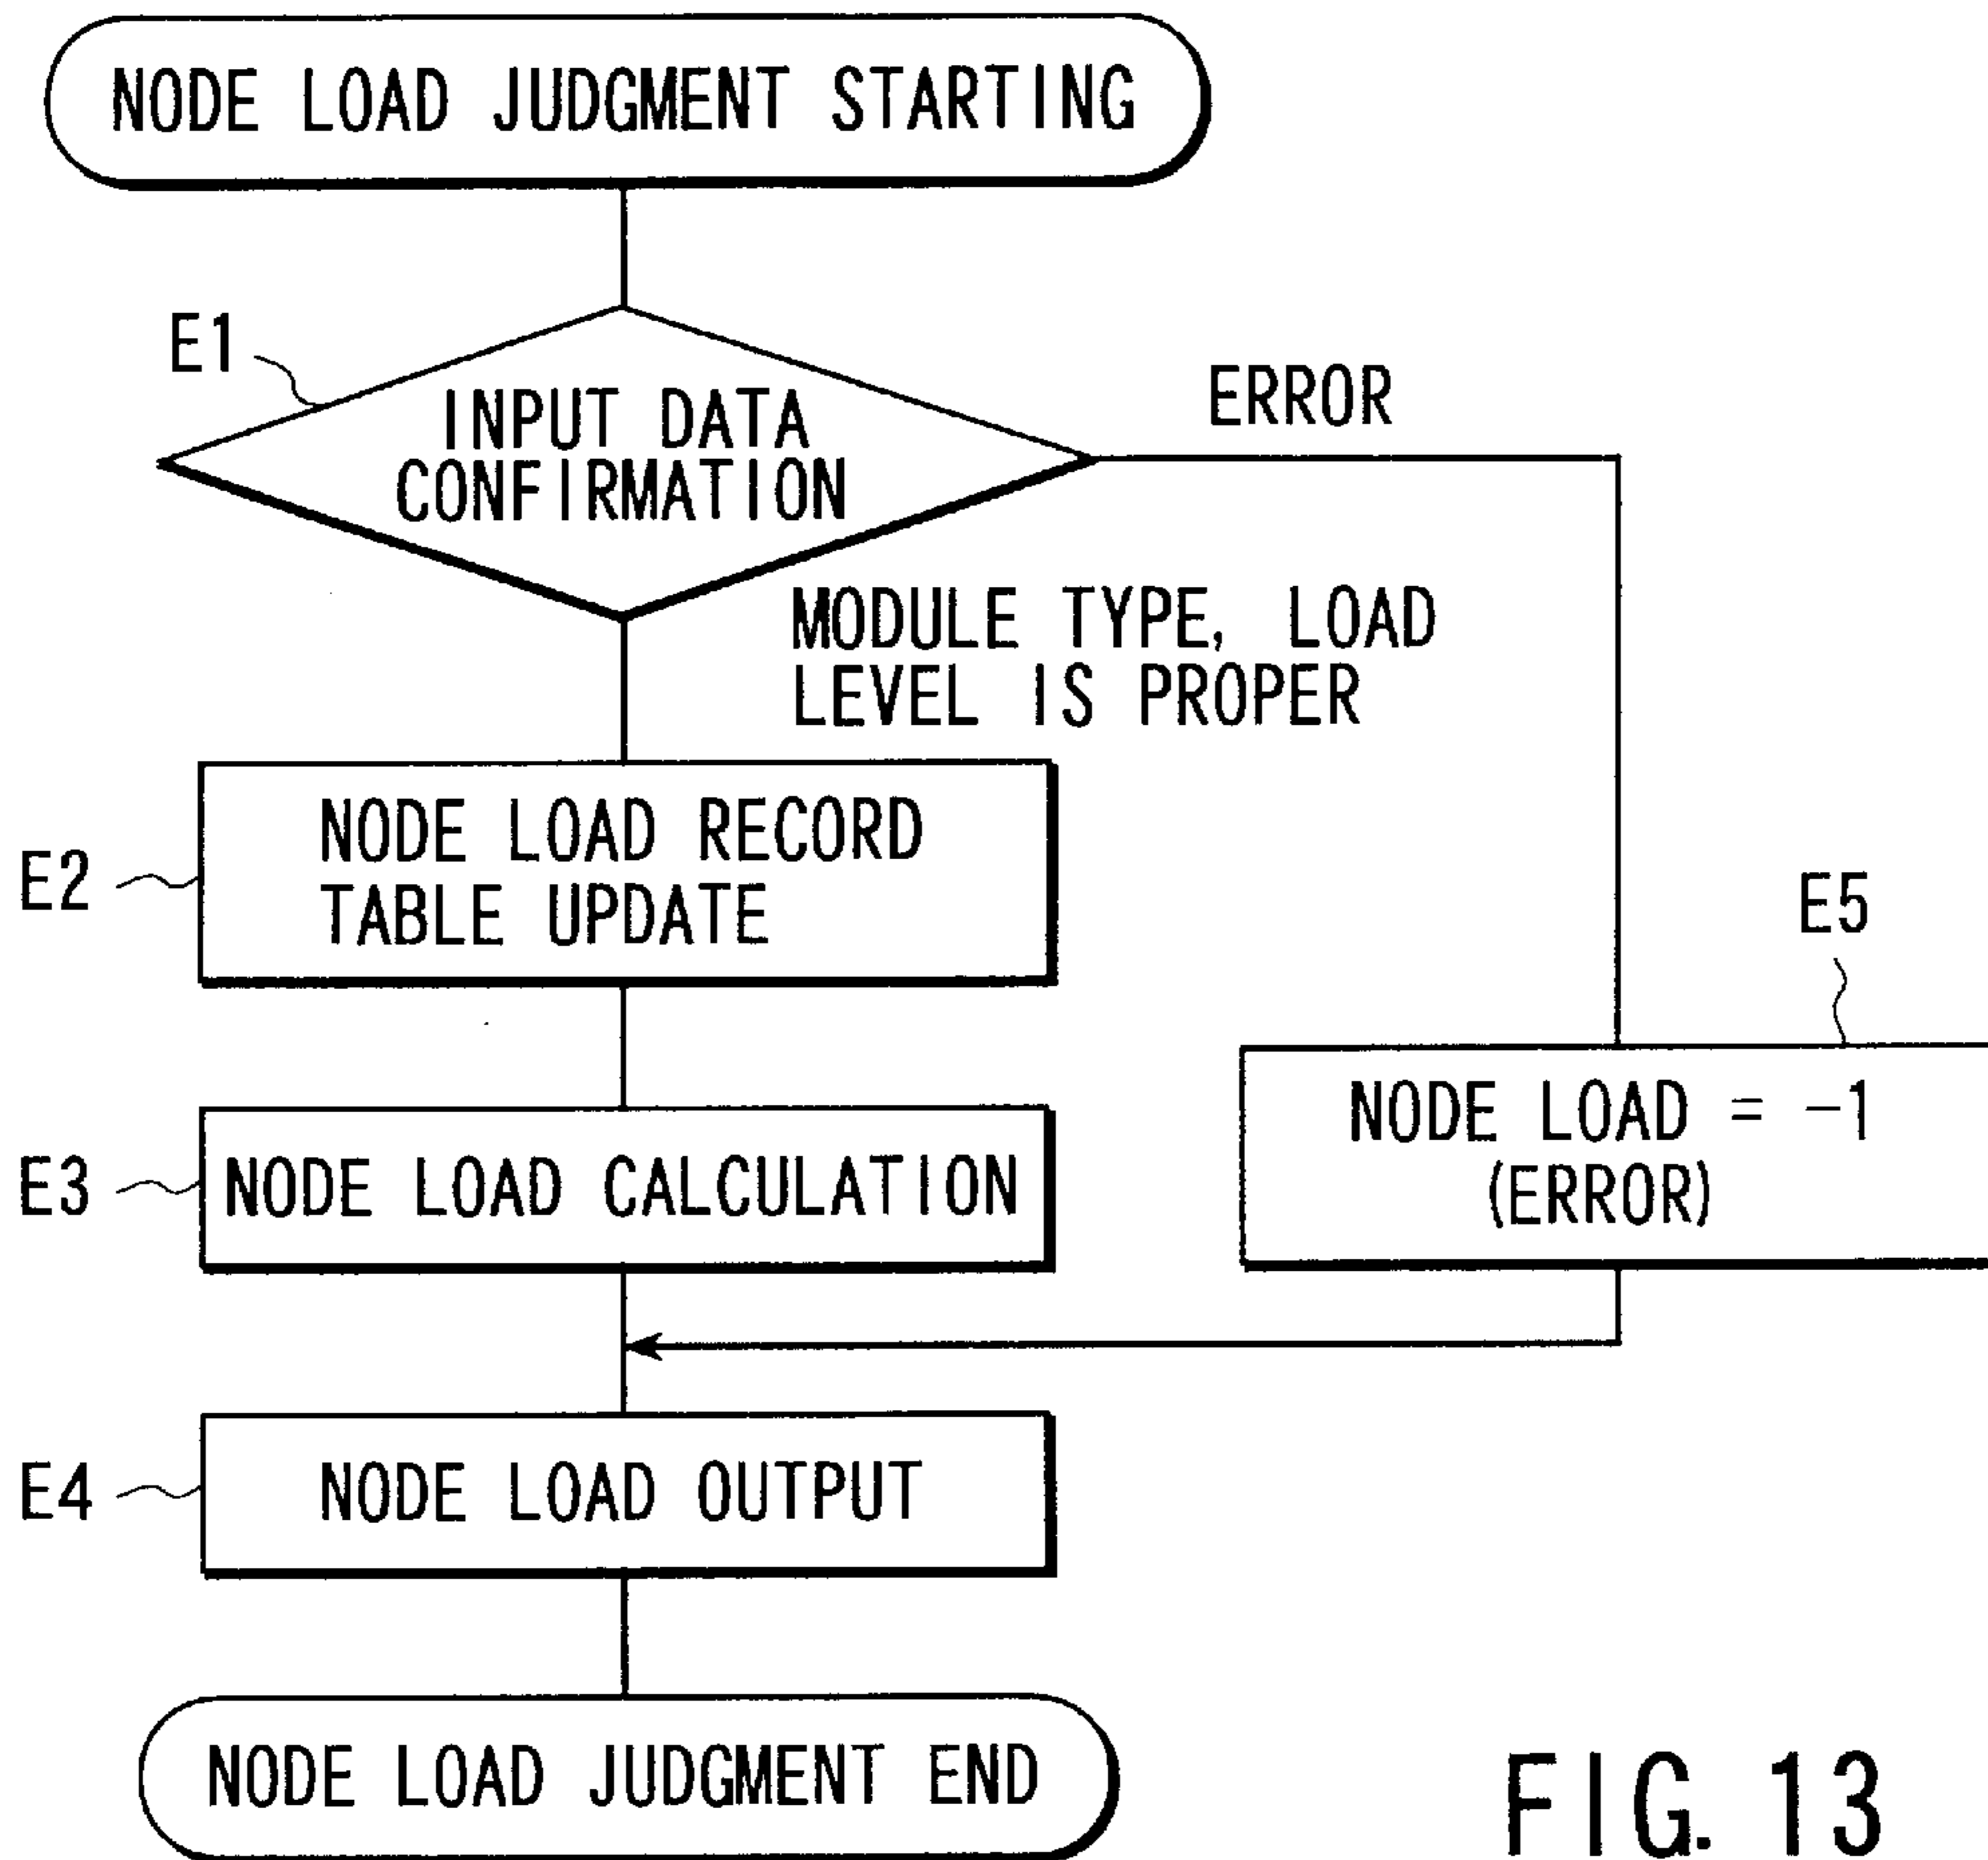 NODE LOAD JUDGMENT STARTING
E1
INPUT DATA
CONFIRMATION
ERROR
MODULE TYPE, LOAD
LEVEL IS PROPER
E2
NODE LOAD RECORD
TABLE UPDATE
E5
NODE LOAD = -1
(ERROR)
E3
NODE LOAD CALCULATION
E4
NODE LOAD OUTPUT
NODE LOAD JUDGMENT END
FIG. 13